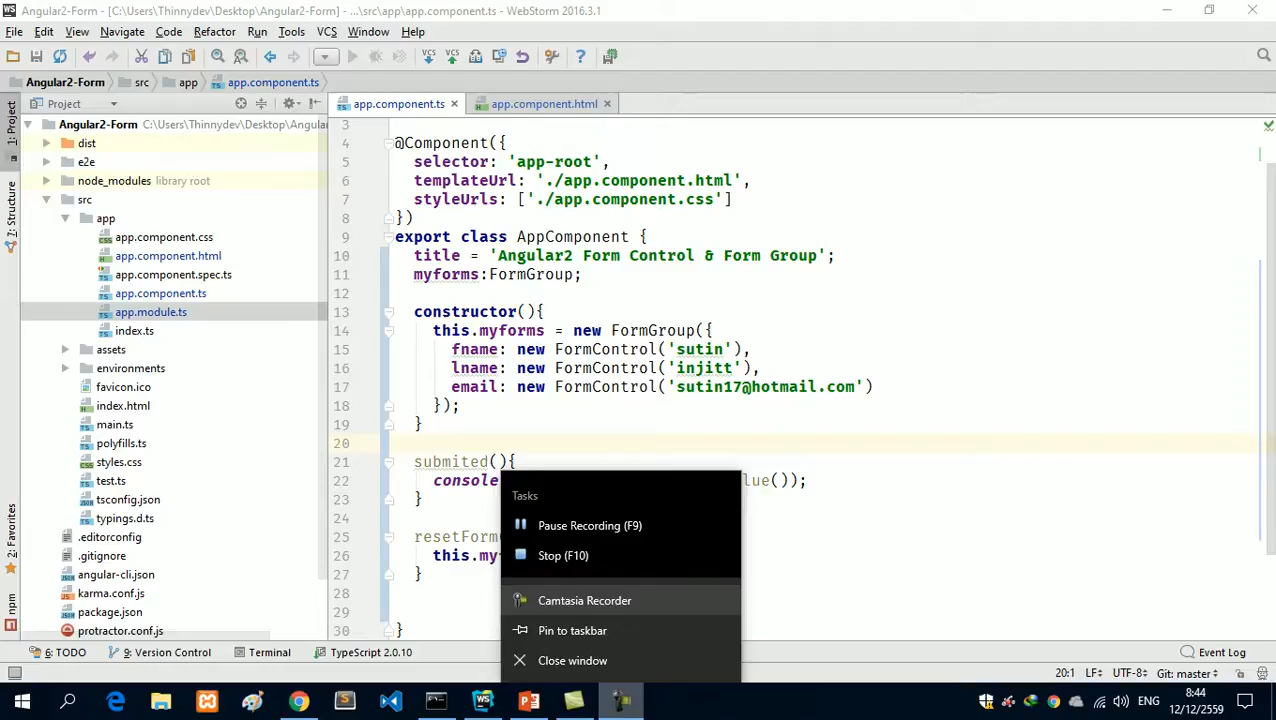 Angular2-Form - [C:\Users\Thinnydev\Desktop\Angular-Form] - ...\src\app\app.component.ts - WebStorm 2016.3.1
File Edit View Navigate Code Refactor Run Tools VCS Window Help
Angular2-Form src app app.component.ts
Project
app.component.ts app.component.html
1: Project
7: Structure
2: Favorites
npm
Angular2-Form C:\Users\Thinnydev\Desktop\Angular
dist
e2e
node_modules library root
src
app
app.component.css
app.component.html
app.component.spec.ts
app.component.ts
app.module.ts
index.ts
assets
environments
favicon.ico
index.html
main.ts
polyfills.ts
styles.css
test.ts
tsconfig.json
typings.d.ts
.editorconfig
.gitignore
angular-cli.json
karma.conf.js
package.json
protractor.conf.js
3
4 @Component({
5 selector: 'app-root',
6 templateUrl: './app.component.html',
7 styleUrls: ['./app.component.css']
8 })
9 export class AppComponent {
10 title = 'Angular2 Form Control & Form Group';
11 myforms:FormGroup;
12
13 constructor(){
14 this.myforms = new FormGroup({
15 fname: new FormControl('sutin'),
16 lname: new FormControl('injitt'),
17 email: new FormControl('sutin17@hotmail.com')
18 });
19 }
20
21 submited(){
22 console lue());
23 }
24
25 resetForm
26 this.my
27 }
28
29
30 }
Tasks
Pause Recording (F9)
Stop (F10)
Camtasia Recorder
Pin to taskbar
Close window
6: TODO 9: Version Control Terminal TypeScript 2.0.10 Event Log
20:1 LF÷ UTF-8÷ Git: master÷
ENG
8:44
12/12/2559